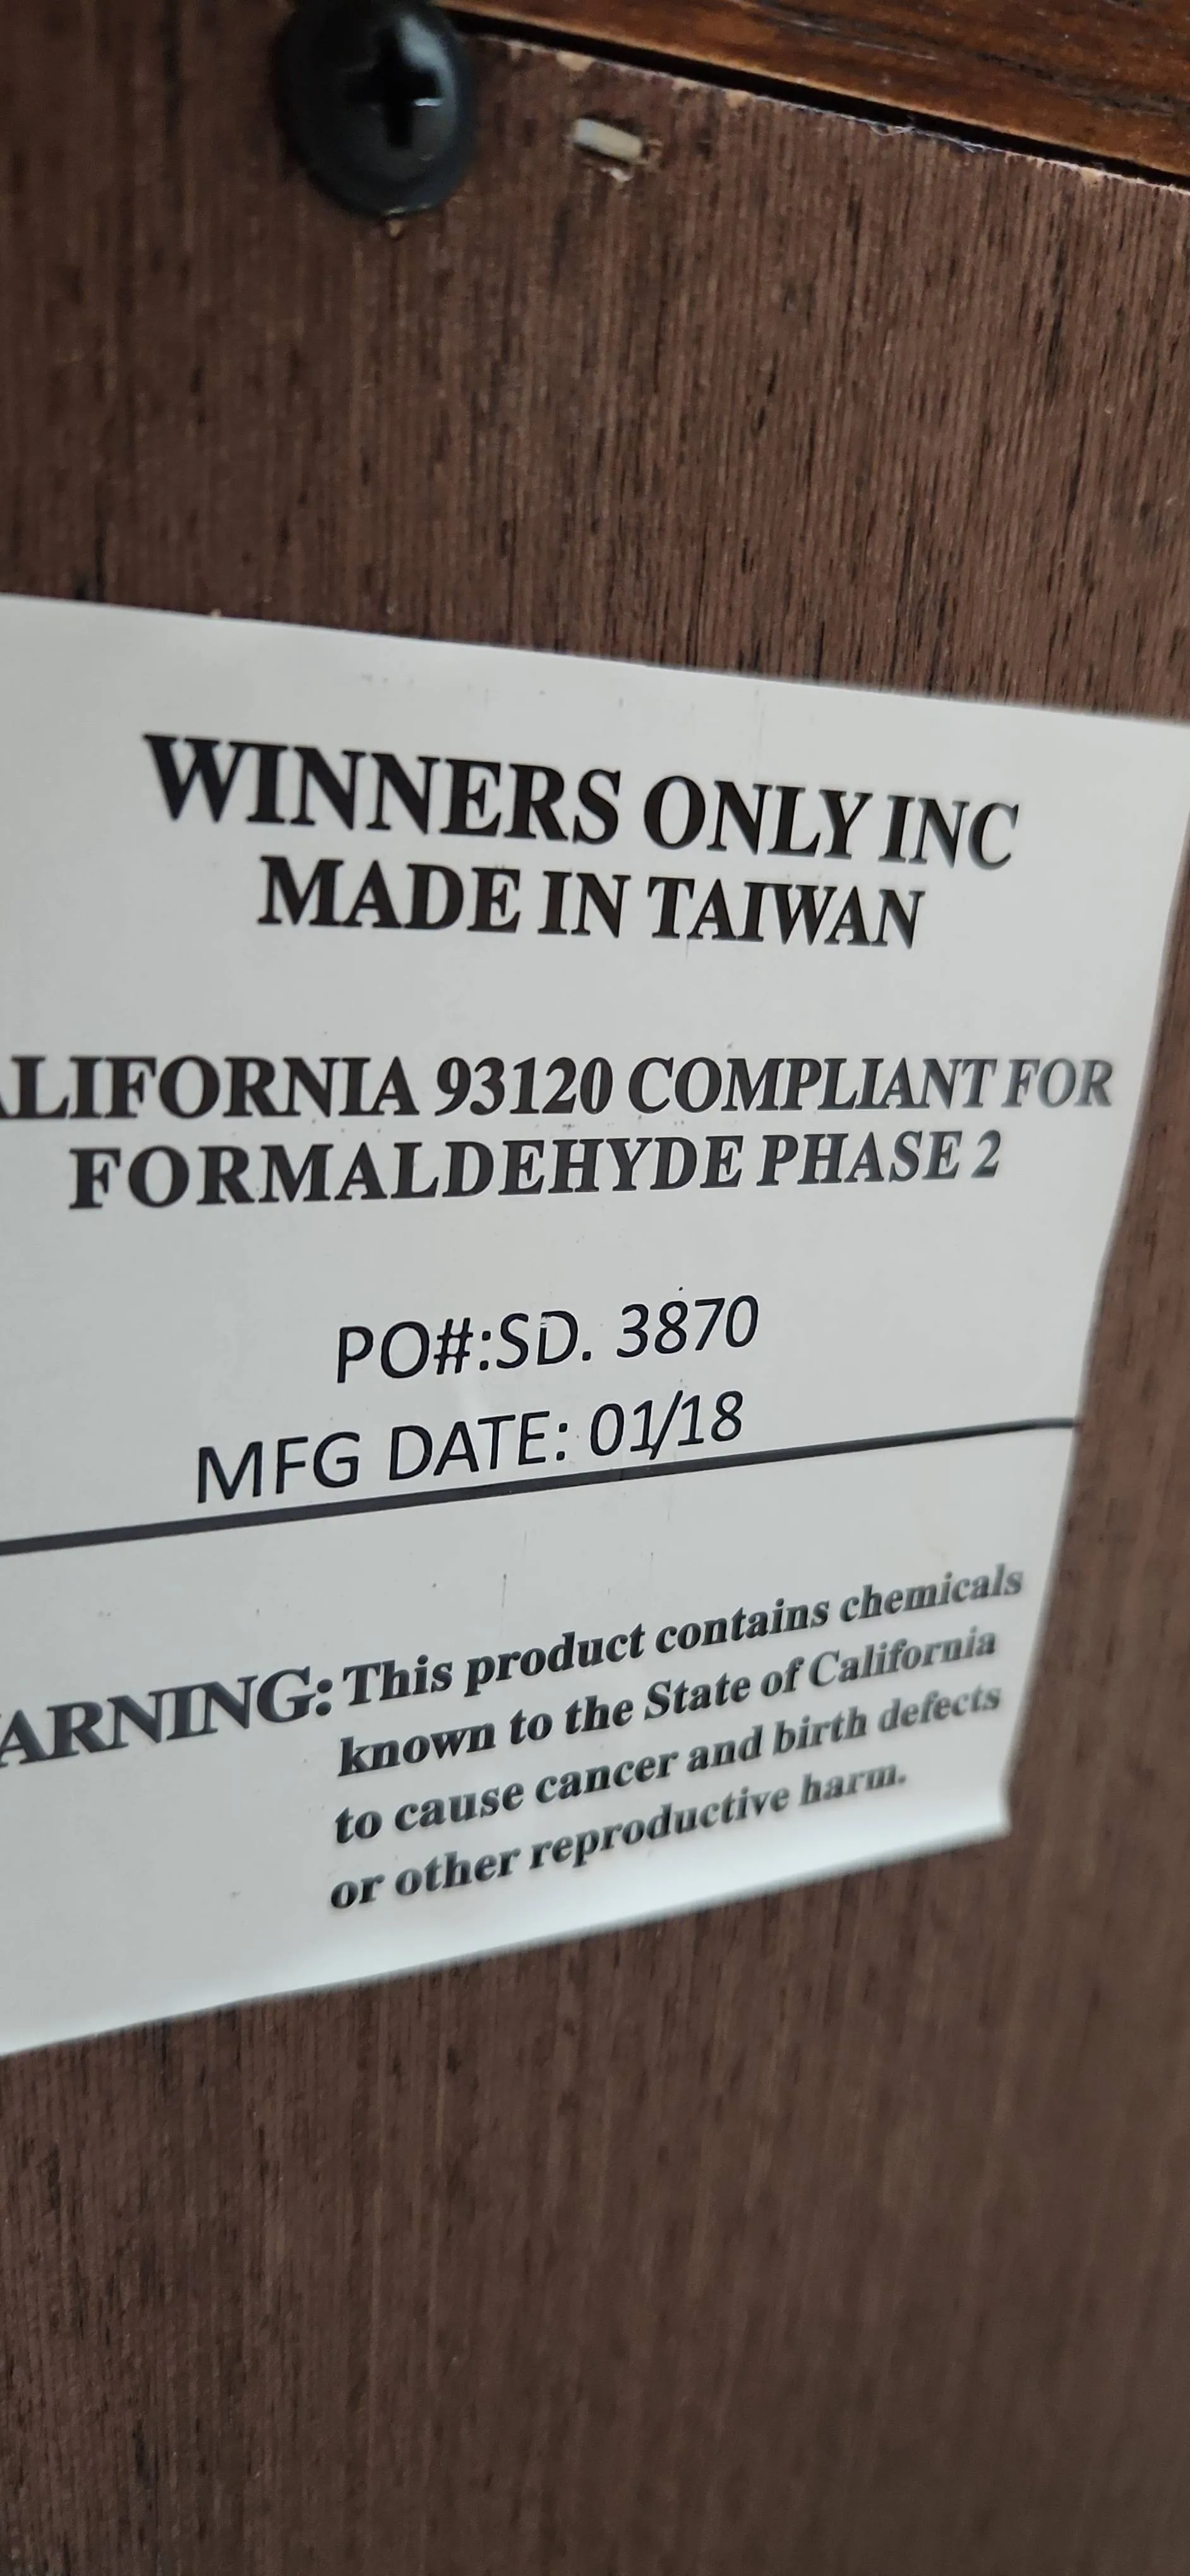 WINNERS ONLY INC
MADE IN TAIWAN
ALIFORNIA 93120 COMPLIANT FOR
FORMALDEHYDE PHASE 2
PO#:SD. 3870
MFG DATE: 01/18
ARNING: This product contains chemicals
known to the State of California
to cause cancer and birth defects
or other reproductive harm.